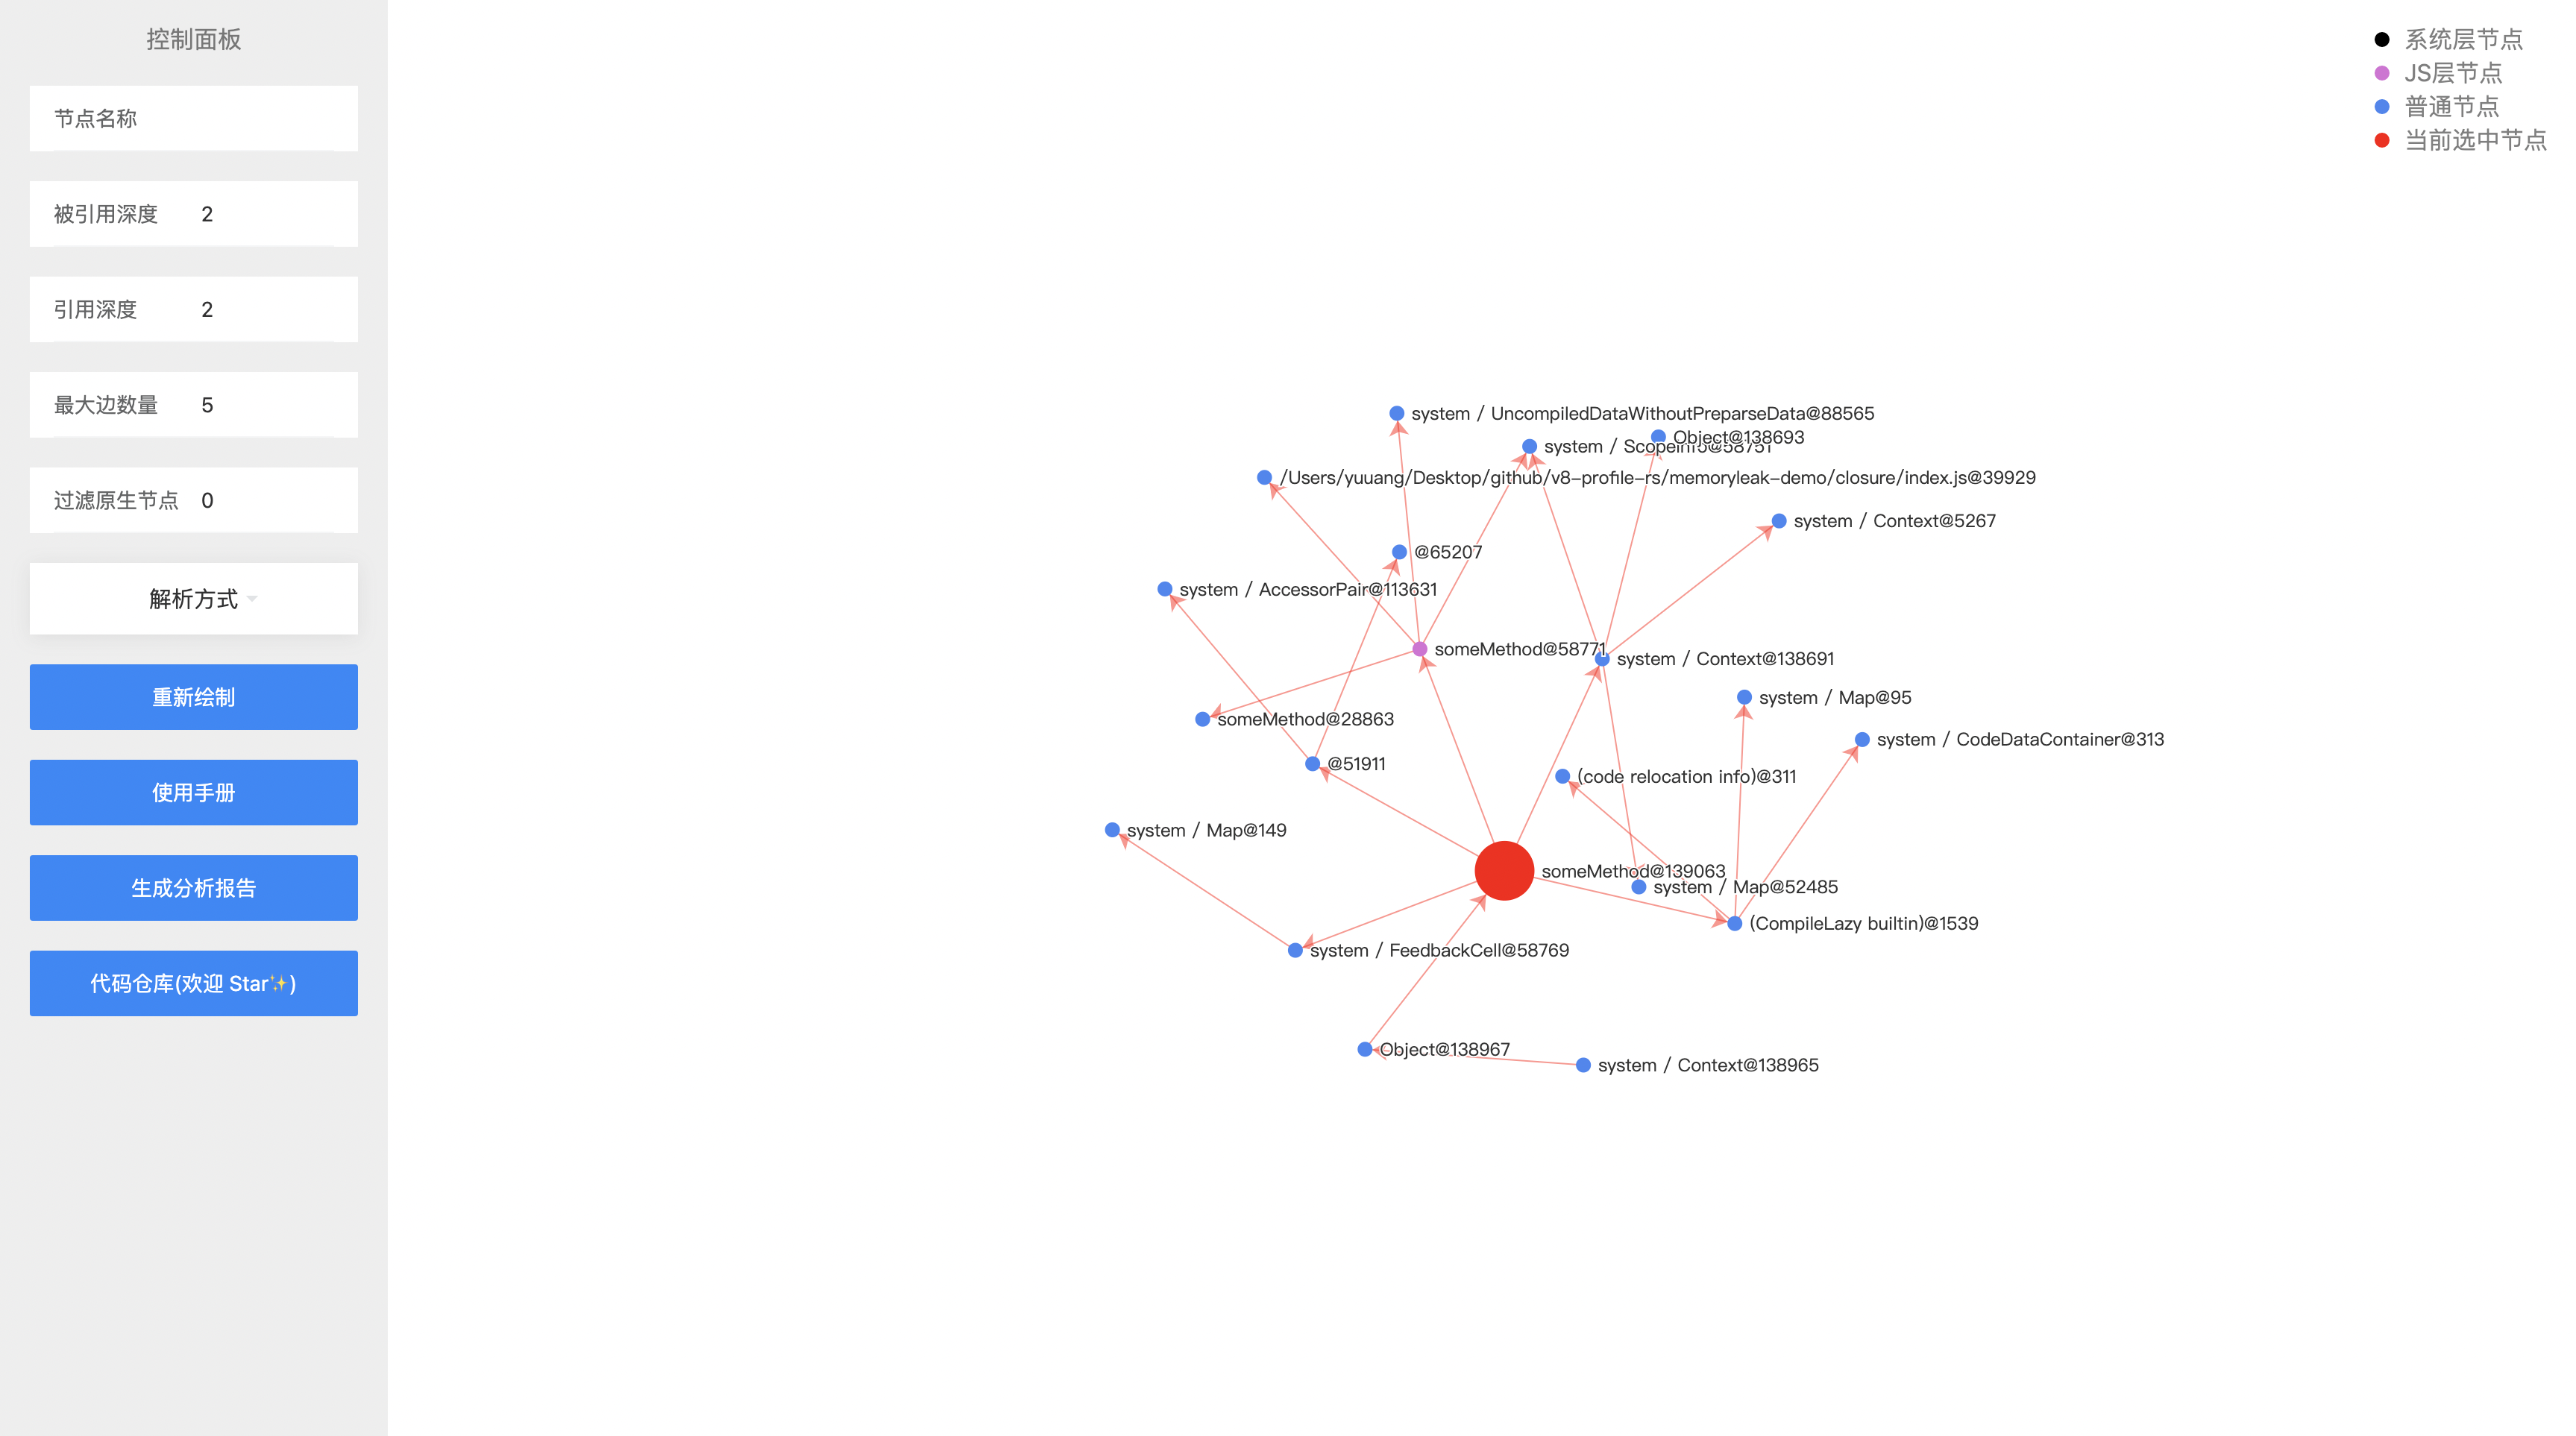 控制面板
节点名称
被引用深度 2
引用深度 2
最大边数量 5
过滤原生节点 0
解析方式
重新绘制
使用手册
生成分析报告
代码仓库(欢迎 Star✨)
系统层节点
JS层节点
普通节点
当前选中节点
system / UncompiledDataWithoutPreparseData@88565
Object@138693
system / ScopeInfo@58751
/Users/yuuang/Desktop/github/v8-profile-rs/memoryleak-demo/closure/index.js@39929
system / Context@5267
@65207
system / AccessorPair@113631
someMethod@58771
system / Context@138691
system / Map@95
someMethod@28863
system / CodeDataContainer@313
@51911
(code relocation info)@311
system / Map@149
someMethod@139063
system / Map@52485
(CompileLazy builtin)@1539
system / FeedbackCell@58769
Object@138967
system / Context@138965